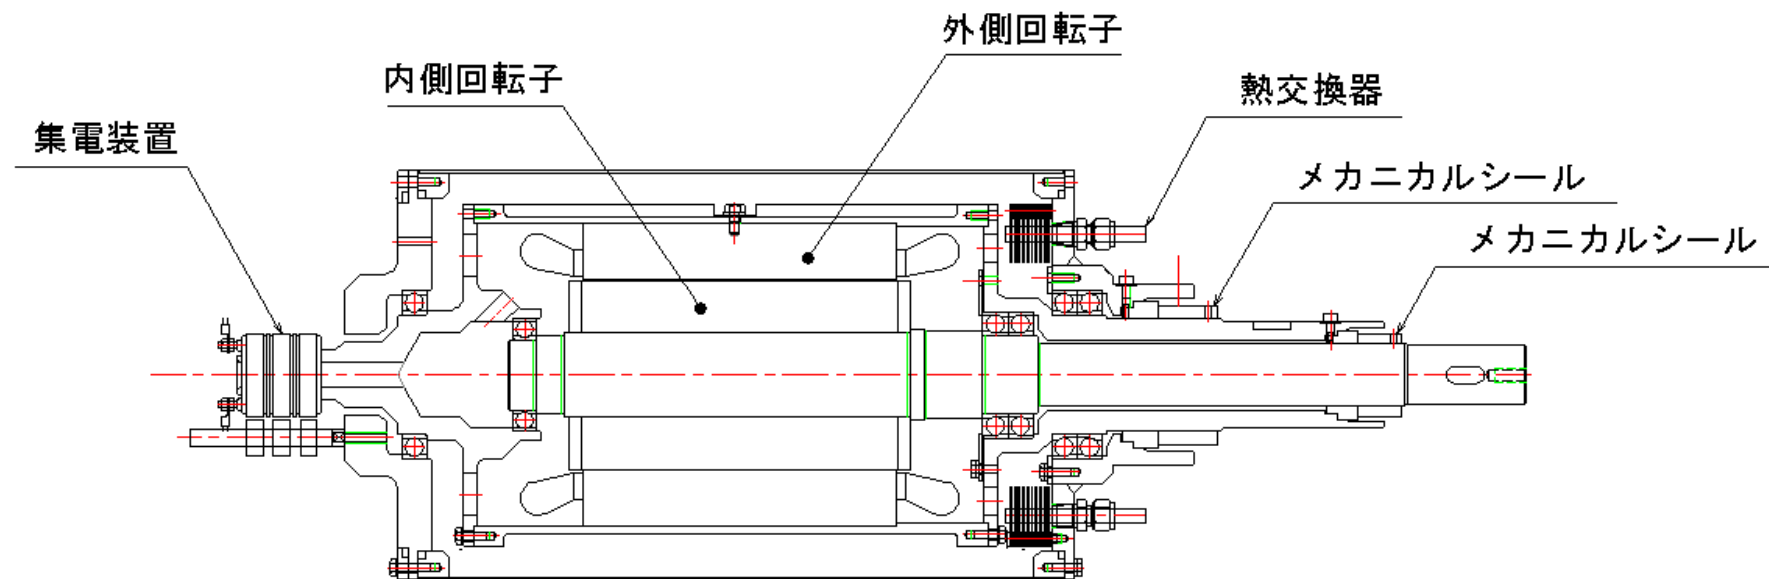 外側回転子
内側回転子
熱交換器
集電装置
メカニカルシール
メカニカルシール